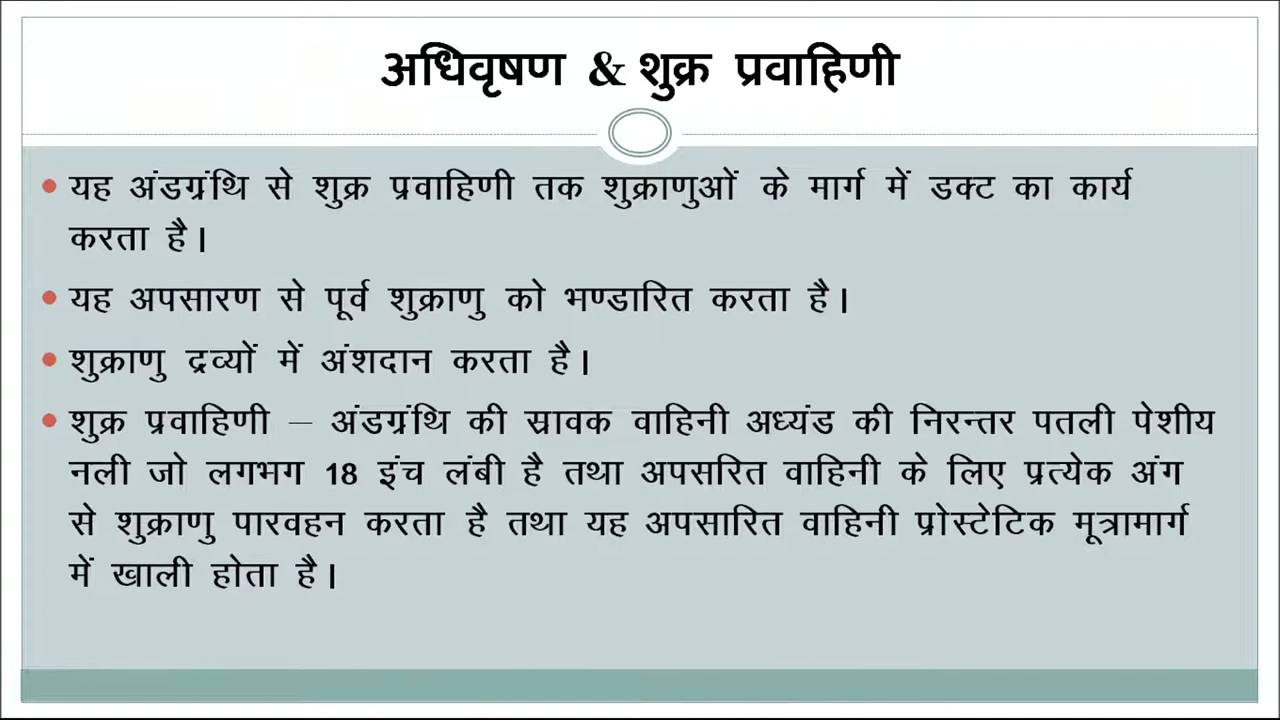 अधिवृषण & शुक्र प्रवाहिणी
• यह अंडग्रंथि से शुक्र प्रवाहिणी तक शुक्राणुओं के मार्ग में डक्ट का कार्य
करता है।
• यह अपसारण से पूर्व शुक्राणु को भण्डारित करता है।
• शुक्राणु द्रव्यों में अंशदान करता है।
• शुक्र प्रवाहिणी – अंडग्रंथि की स्रावक वाहिनी अध्यंड की निरन्तर पतली पेशीय
नली जो लगभग 18 इंच लंबी है तथा अपसरित वाहिनी के लिए प्रत्येक अंग
से शुक्राणु पारवहन करता है तथा यह अपसारित वाहिनी प्रोस्टेटिक मूत्रामार्ग
में खाली होता है।